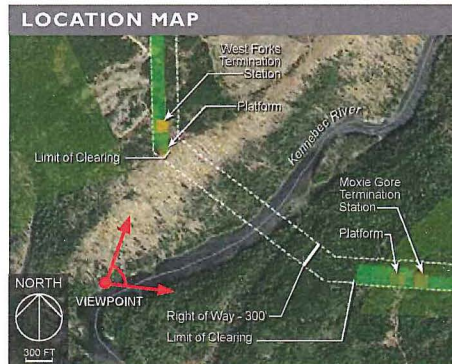 LOCATION MAP
West Forks
Termination
Station
Platform
Kennebec River
Limit of Clearing
Moxie Gore
Termination
Station
Platform
NORTH
VIEWPOINT
Right of Way - 300'
Limit of Clearing
300 FT